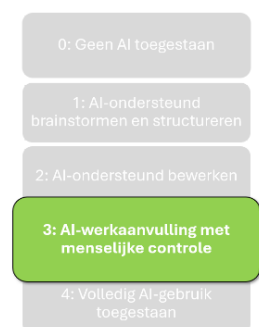 0: Geen AI toegestaan
1: AI-ondersteund
brainstormen en structureren
2: AI-ondersteund bewerken
3: AI-werkaanvulling met
menselijke controle
4: Volledig AI-gebruik
toegestaan